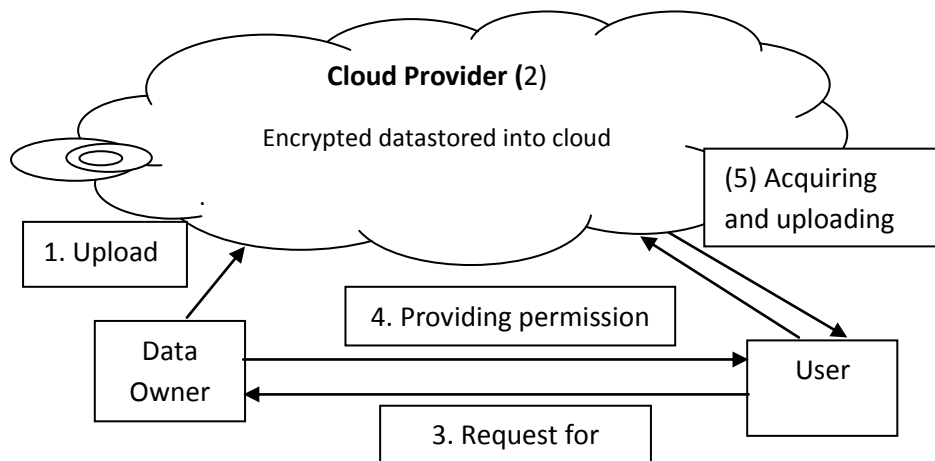 Cloud Provider (2)
Encrypted datastored into cloud
.
(5) Acquiring
and uploading
1. Upload
4. Providing permission
Data
Owner
User
3. Request for